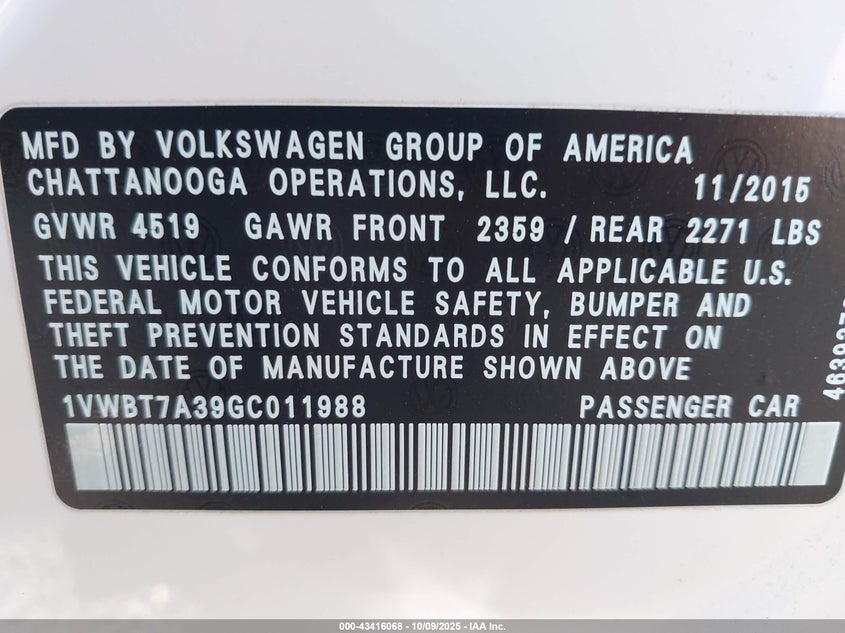 MFD BY VOLKSWAGEN GROUP OF AMERICA
CHATTANOOGA OPERATIONS, LLC. 11/2015
GVWR 4519 GAWR FRONT 2359 / REAR 2271 LBS
THIS VEHICLE CONFORMS TO ALL APPLICABLE U.S.
FEDERAL MOTOR VEHICLE SAFETY, BUMPER AND
THEFT PREVENTION STANDARDS IN EFFECT ON
THE DATE OF MANUFACTURE SHOWN ABOVE
1VWBT7A39GC011988 PASSENGER CAR
000-43416068 - 10/09/2025 - IAA Inc.